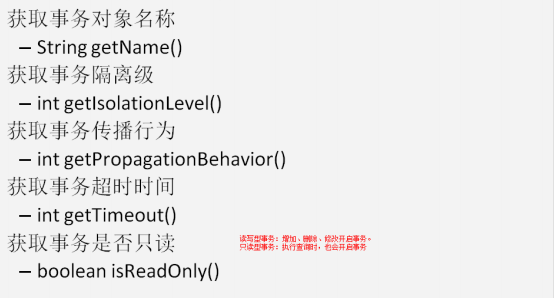 获取事务对象名称
– String getName()
获取事务隔离级
– int getIsolationLevel()
获取事务传播行为
– int getPropagationBehavior()
获取事务超时时间
– int getTimeout()
获取事务是否只读
读写型事务：增加、删除、修改开启事务。
只读型事务：执行查询时，也会开启事务
– boolean isReadOnly()